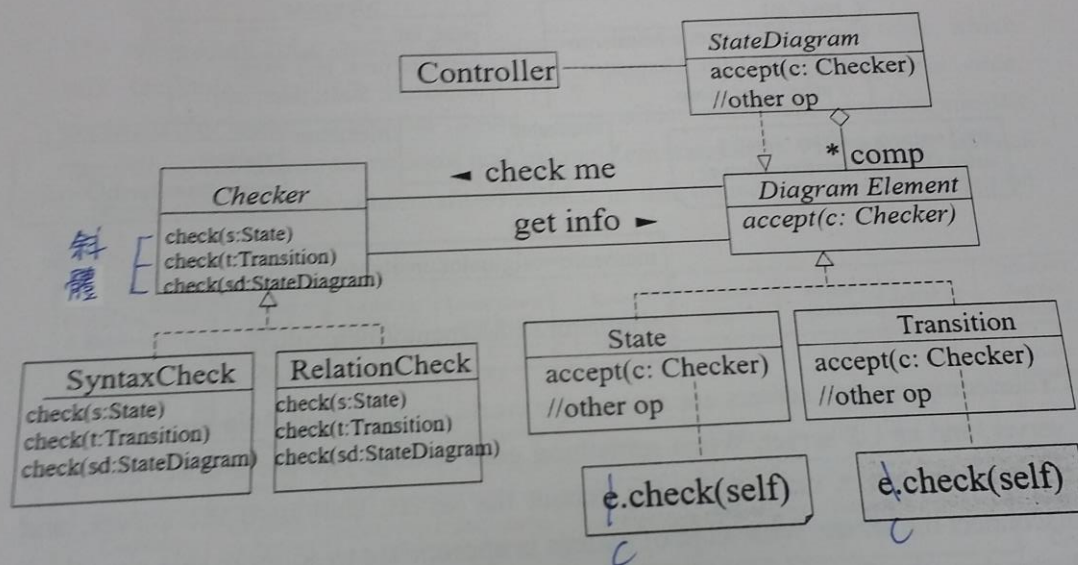 StateDiagram
accept(c: Checker)
//other op
Controller
* comp
◄ check me
get info ►
Checker
check(s:State)
check(t:Transition)
check(sd:StateDiagram)
斜
體
Diagram Element
accept(c: Checker)
SyntaxCheck
check(s:State)
check(t:Transition)
check(sd:StateDiagram)
RelationCheck
check(s:State)
check(t:Transition)
check(sd:StateDiagram)
State
accept(c: Checker)
//other op
Transition
accept(c: Checker)
//other op
e.check(self)
C
e.check(self)
C